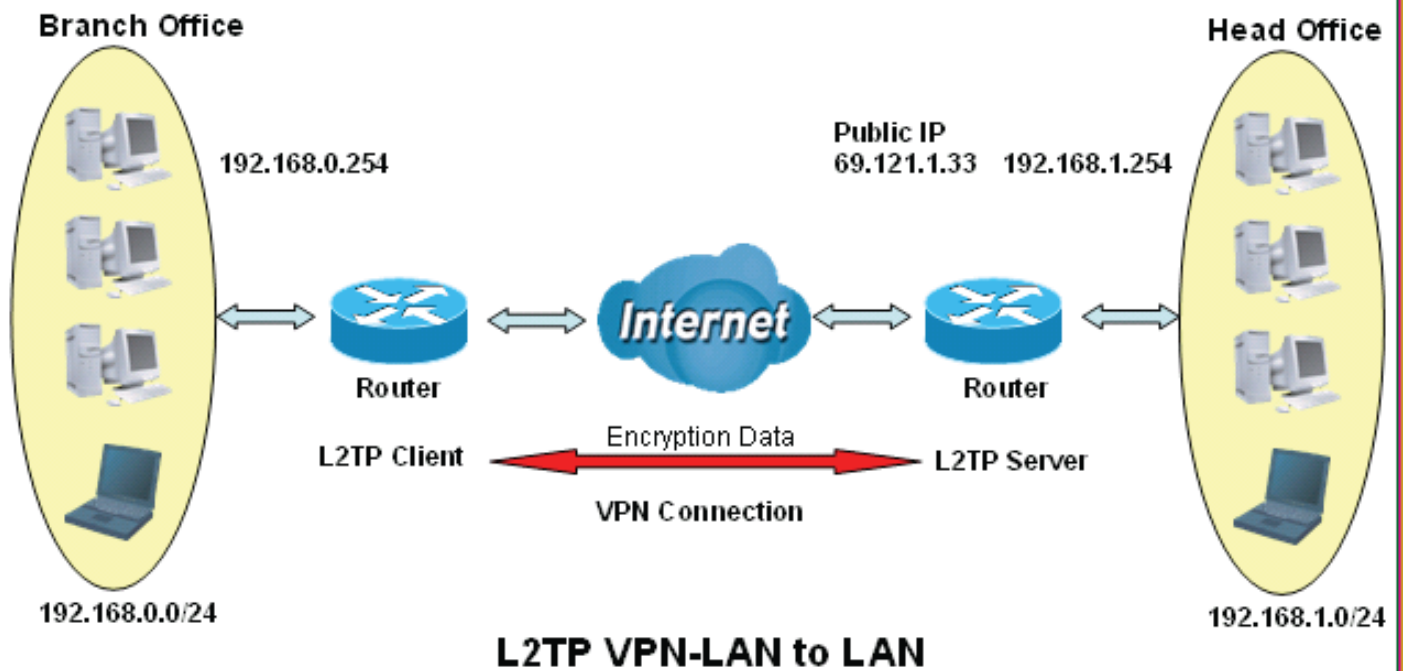 Branch Office
Head Office
Public IP
192.168.0.254
69.121.1.33 192.168.1.254
Internet
Router
Router
Encryption Data
L2TP Client
L2TP Server
VPN Connection
192.168.0.0/24
192.168.1.0/24
L2TP VPN-LAN to LAN